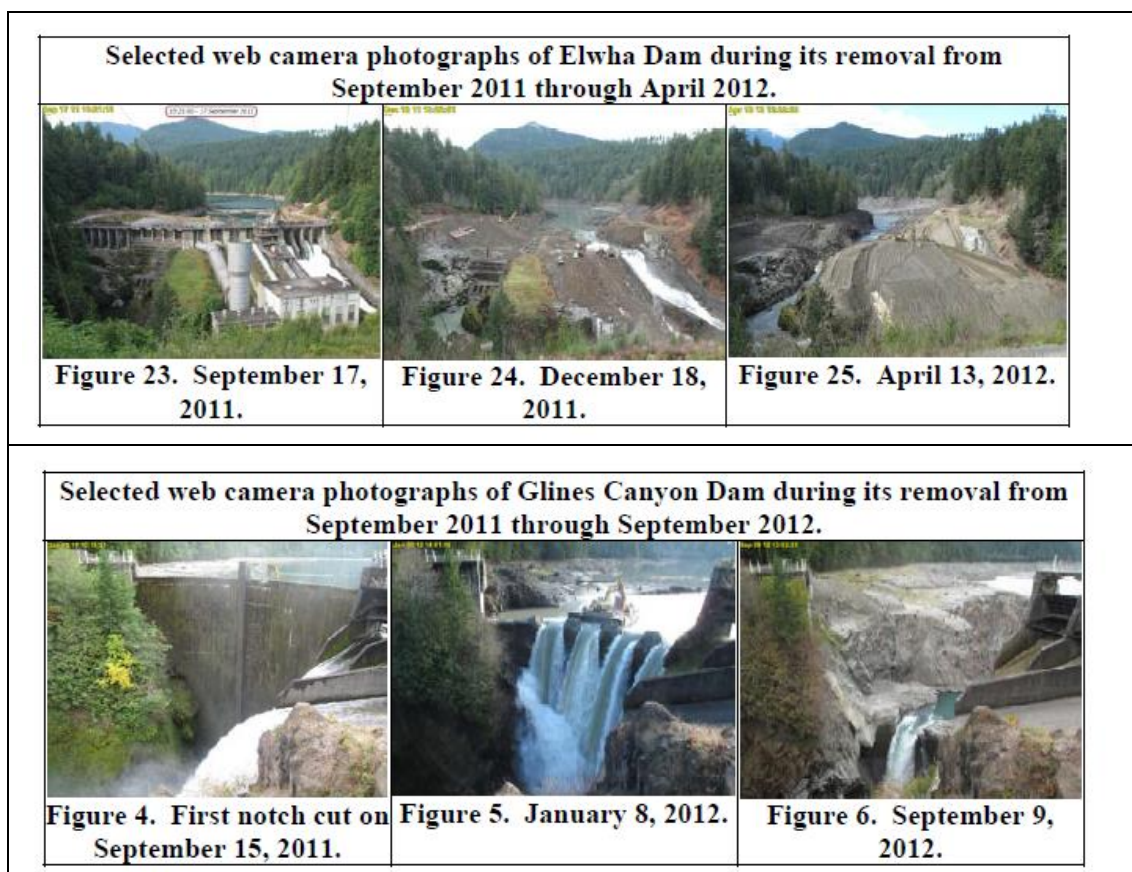 Selected web camera photographs of Elwha Dam during its removal from
September 2011 through April 2012.
Figure 23. September 17,
2011.
Figure 24. December 18,
2011.
Figure 25. April 13, 2012.
Selected web camera photographs of Glines Canyon Dam during its removal from
September 2011 through September 2012.
Figure 4. First notch cut on
September 15, 2011.
Figure 5. January 8, 2012.
Figure 6. September 9,
2012.